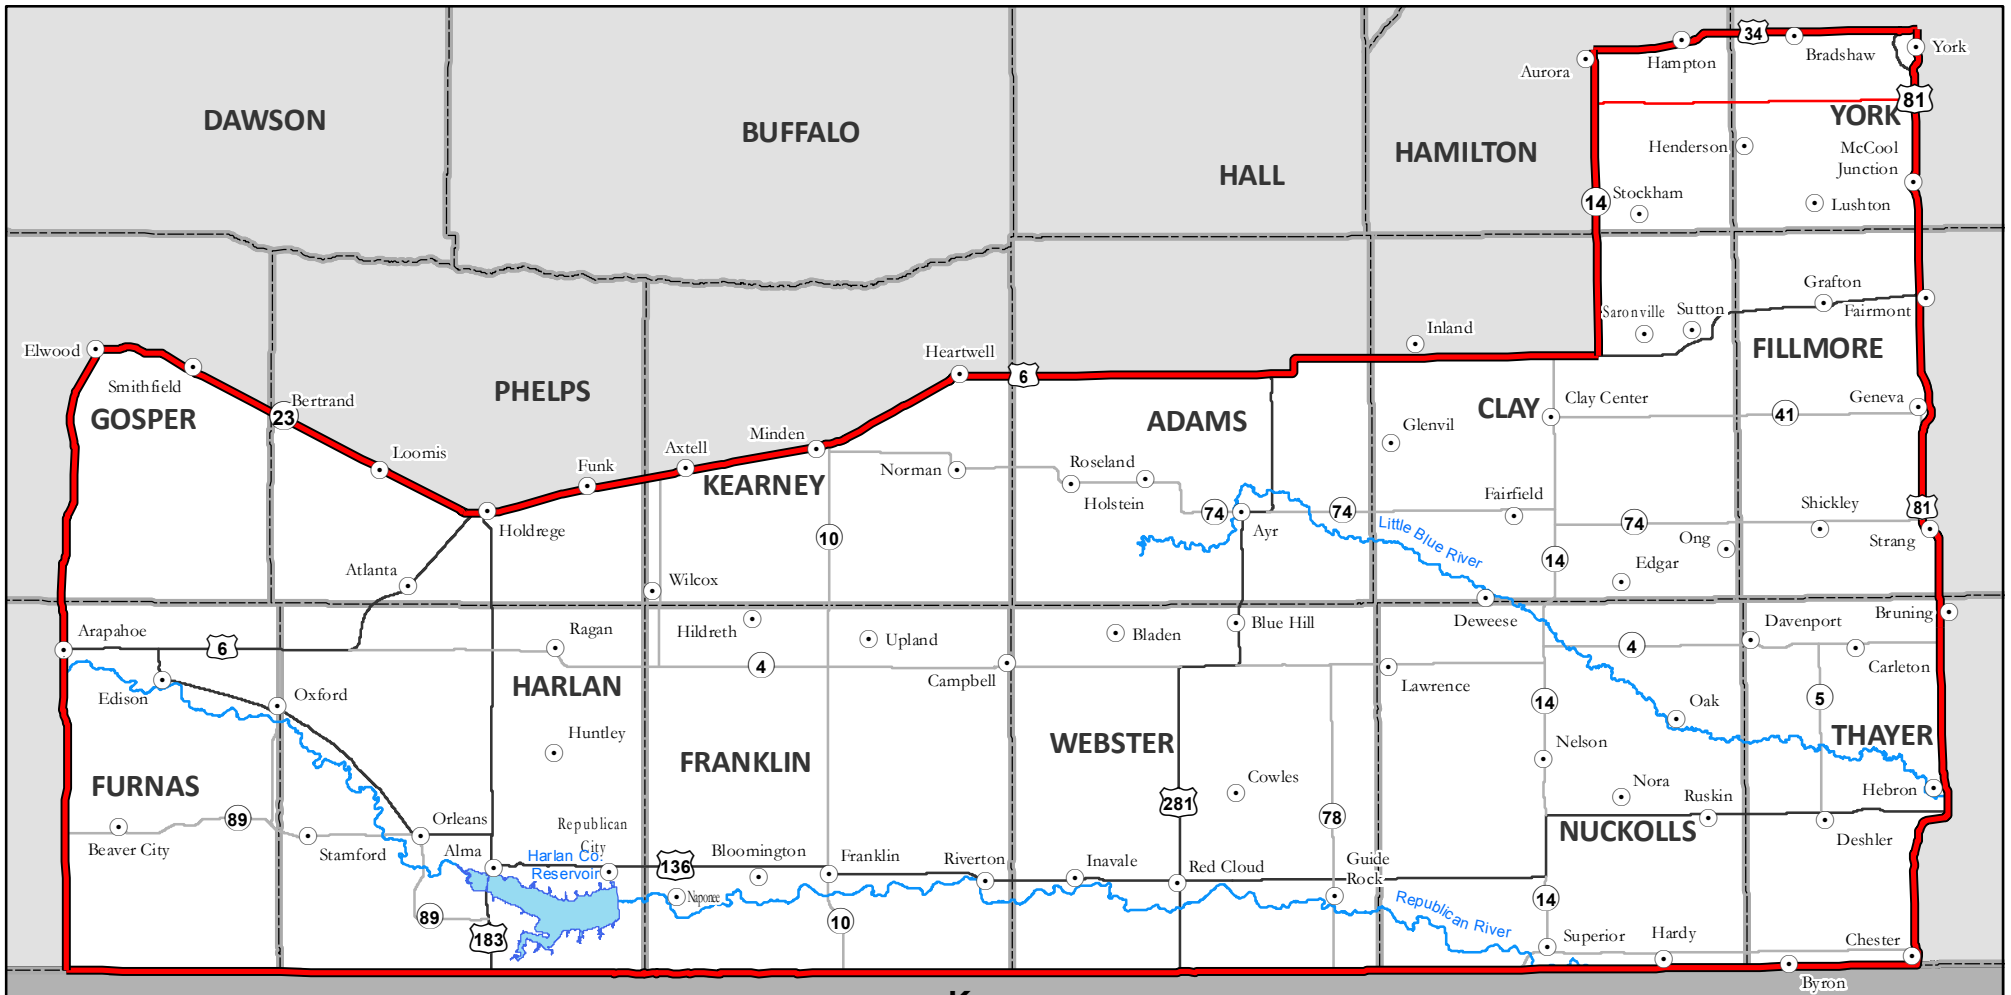 34
York
Bradshaw
Hampton
Aurora
81
DAWSON
YORK
BUFFALO
HAMILTON
Henderson
McCool
Junction
HALL
14
Stockham
Lushton
Grafton
Saronville
Sutton
Fairmont
Inland
Elwood
Heartwell
FILLMORE
6
Smithfield
PHELPS
Bertrand
23
GOSPER
ADAMS
CLAY
Clay Center
41
Geneva
Glenvil
Minden
Axtell
Loomis
Funk
Norman
Roseland
KEARNEY
Holstein
Fairfield
Shickley
81
74
74
74
Holdrege
Ayr
Little Blue River
Ong
Strang
10
14
Edgar
Atlanta
Wilcox
Deweese
Bruning
Arapahoe
Ragan
Hildreth
Upland
Bladen
Blue Hill
Davenport
6
4
4
Carleton
Campbell
Lawrence
Edison
Oxford
HARLAN
14
Oak
5
Huntley
Nelson
THAYER
FRANKLIN
WEBSTER
FURNAS
Cowles
Nora
Ruskin
Hebron
281
89
Orleans
Republican
City
78
NUCKOLLS
Deshler
Beaver City
Stamford
Alma
Harlan Co.
Reservoir
136
Bloomington
Franklin
Riverton
Inavale
Red Cloud
Guide
Rock
Naponee
Republican River
14
89
183
10
Superior
Hardy
Chester
Byron